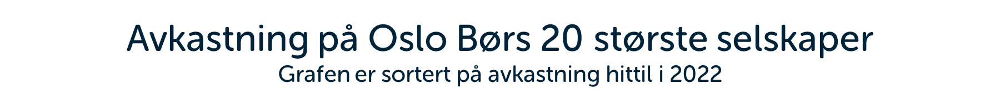 Avkastning på Oslo Børs 20 største selskaper
Grafen er sortert på avkastning hittil i 2022